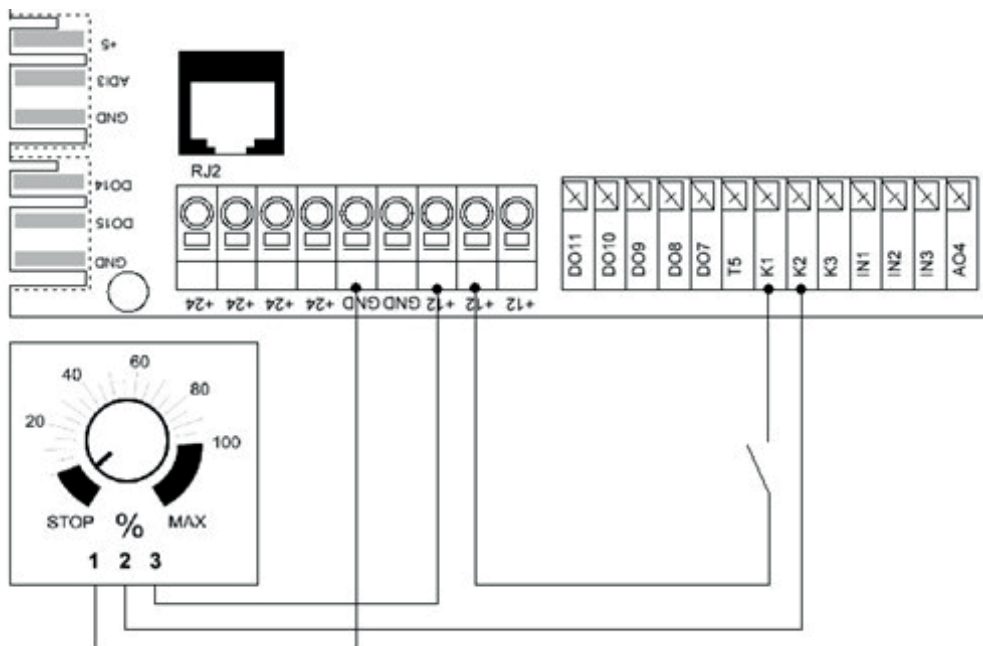 +5
ADI3
GND
DO14
DO15
GND
RJ2
+24 +24 +24 +24 GND GND +12 +12 +12
DO11 DO10 DO9 DO8 DO7 T5 K1 K2 K3 IN1 IN2 IN3 AO4
60
40
80
20
100
STOP % MAX
1 2 3